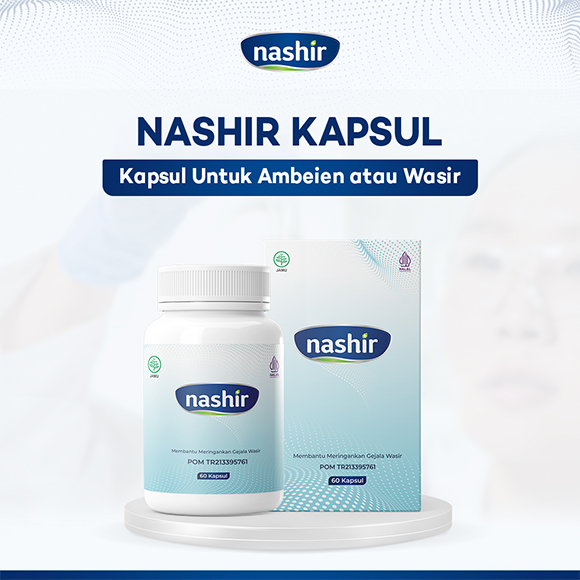 nashir
NASHIR KAPSUL
Kapsul Untuk Ambeien atau Wasir
JAMU
HALAL
nashir
Membantu Meringankan Gejala Wasir
POM TR213395761
60 Kapsul
JAMU
nashir
Membantu Meringankan Gejala Wasir
POM TR213395761
60 Kapsul